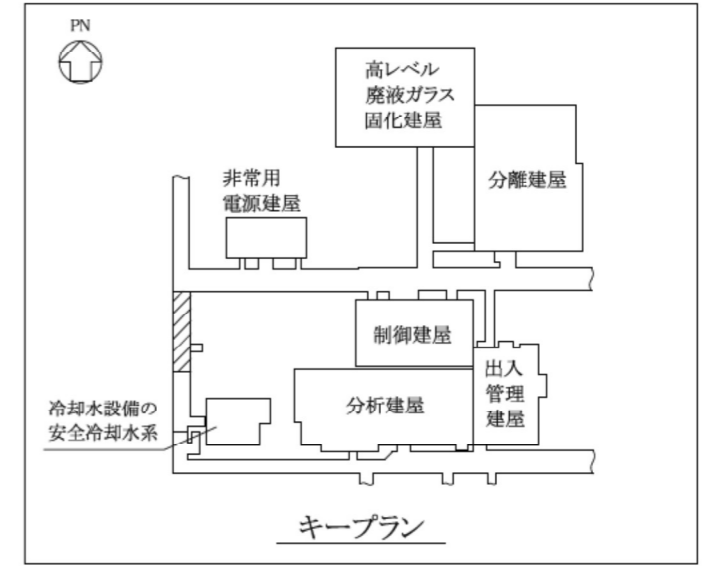 PN
高レベル
廃液ガラス
固化建屋
分離建屋
非常用
電源建屋
制御建屋
出入
管理
建屋
分析建屋
冷却水設備の
安全冷却水系
キープラン